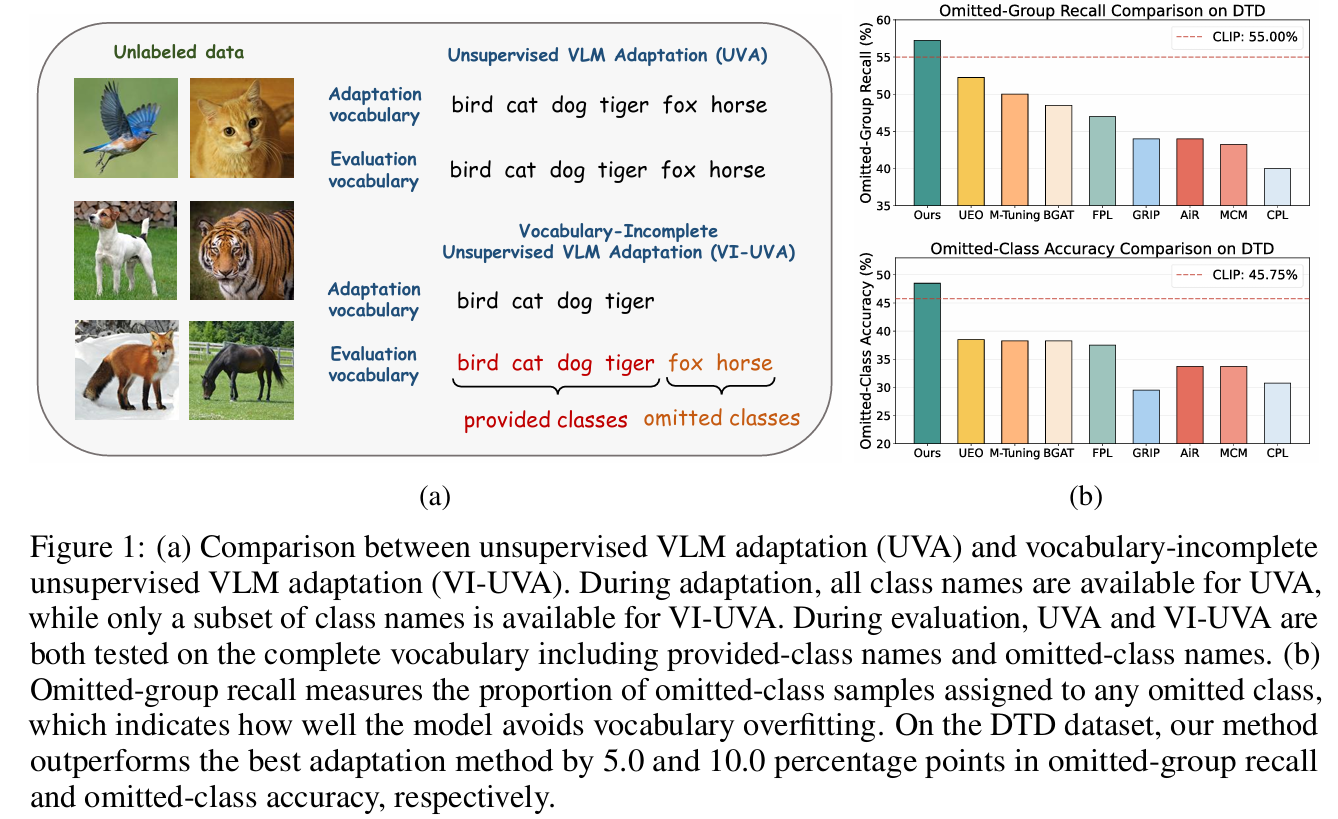 Unlabeled data
Unsupervised VLM Adaptation (UVA)
Adaptation
vocabulary
bird cat dog tiger fox horse
Evaluation
vocabulary
bird cat dog tiger fox horse
Vocabulary-Incomplete
Unsupervised VLM Adaptation (VI-UVA)
Adaptation
vocabulary
bird cat dog tiger
Evaluation
vocabulary
bird cat dog tiger fox horse
provided classes omitted classes
(a)
Omitted-Group Recall Comparison on DTD
Omitted-Group Recall (%)
60
55
50
45
40
35
CLIP: 55.00%
Ours UEO M-Tuning BGAT FPL GRIP AiR MCM CPL
Omitted-Class Accuracy Comparison on DTD
Omitted-Class Accuracy (%)
50
45
40
35
30
25
20
CLIP: 45.75%
Ours UEO M-Tuning BGAT FPL GRIP AiR MCM CPL
(b)
Figure 1: (a) Comparison between unsupervised VLM adaptation (UVA) and vocabulary-incomplete
unsupervised VLM adaptation (VI-UVA). During adaptation, all class names are available for UVA,
while only a subset of class names is available for VI-UVA. During evaluation, UVA and VI-UVA are
both tested on the complete vocabulary including provided-class names and omitted-class names. (b)
Omitted-group recall measures the proportion of omitted-class samples assigned to any omitted class,
which indicates how well the model avoids vocabulary overfitting. On the DTD dataset, our method
outperforms the best adaptation method by 5.0 and 10.0 percentage points in omitted-group recall
and omitted-class accuracy, respectively.